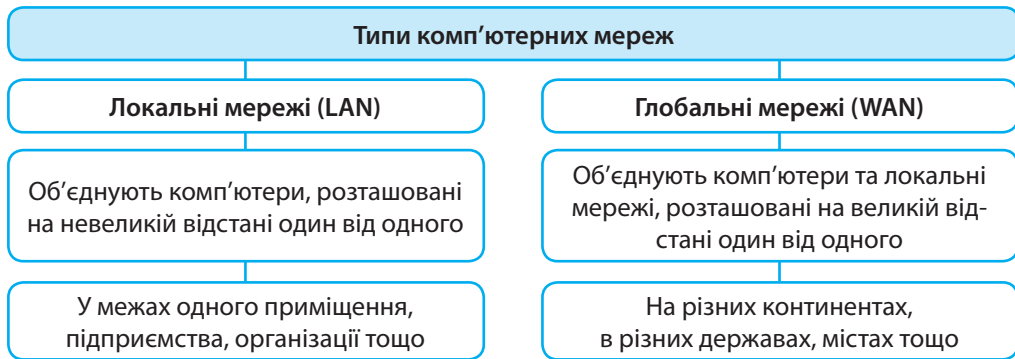 Типи комп’ютерних мереж
Локальні мережі (LAN)
Об’єднують комп’ютери, розташовані
на невеликій відстані один від одного
У межах одного приміщення,
підприємства, організації тощо
Глобальні мережі (WAN)
Об’єднують комп’ютери та локальні
мережі, розташовані на великій від-
стані один від одного
На різних континентах,
в різних державах, містах тощо